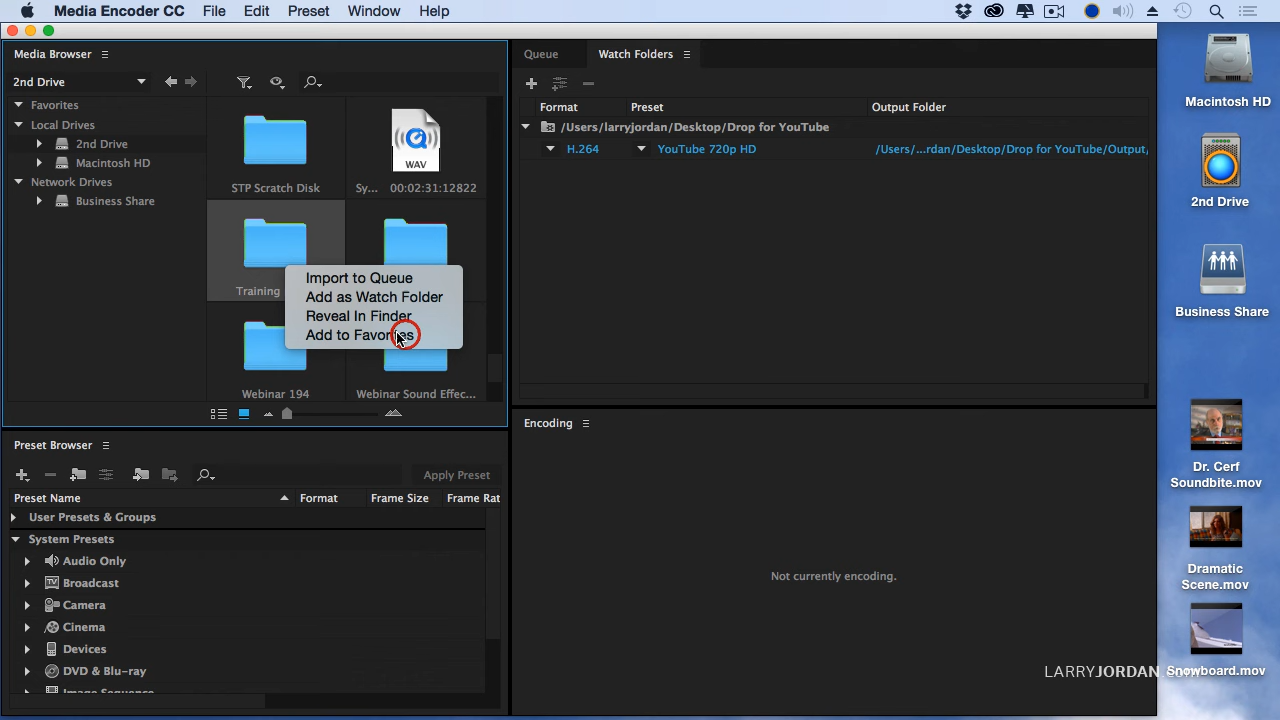 Media Encoder CC File Edit Preset Window Help
Media Browser
2nd Drive
Favorites
Local Drives
2nd Drive
Macintosh HD
Network Drives
Business Share
STP Scratch Disk
WAV
Sy... 00:02:31:12822
Training
Import to Queue
Add as Watch Folder
Reveal In Finder
Add to Favorites
Webinar 194
Webinar Sound Effec...
Queue
Watch Folders
Format Preset Output Folder
/Users/larryjordan/Desktop/Drop for YouTube
H.264 YouTube 720p HD /Users/...rdan/Desktop/Drop for YouTube/Output/
Preset Browser
Apply Preset
Preset Name Format Frame Size Frame Rat
User Presets & Groups
System Presets
Audio Only
TV Broadcast
Camera
Cinema
Devices
DVD & Blu-ray
Image Sequence
Encoding
Not currently encoding.
Macintosh HD
2nd Drive
Business Share
Dr. Cerf
Soundbite.mov
Dramatic
Scene.mov
Snowboard.mov
LARRYJORDAN